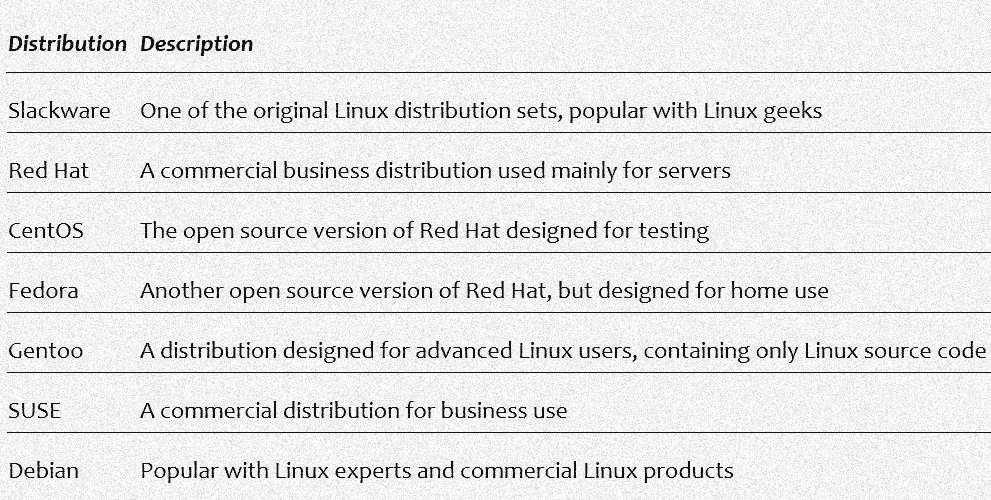 Distribution Description
Slackware One of the original Linux distribution sets, popular with Linux geeks
Red Hat A commercial business distribution used mainly for servers
CentOS The open source version of Red Hat designed for testing
Fedora Another open source version of Red Hat, but designed for home use
Gentoo A distribution designed for advanced Linux users, containing only Linux source code
SUSE A commercial distribution for business use
Debian Popular with Linux experts and commercial Linux products